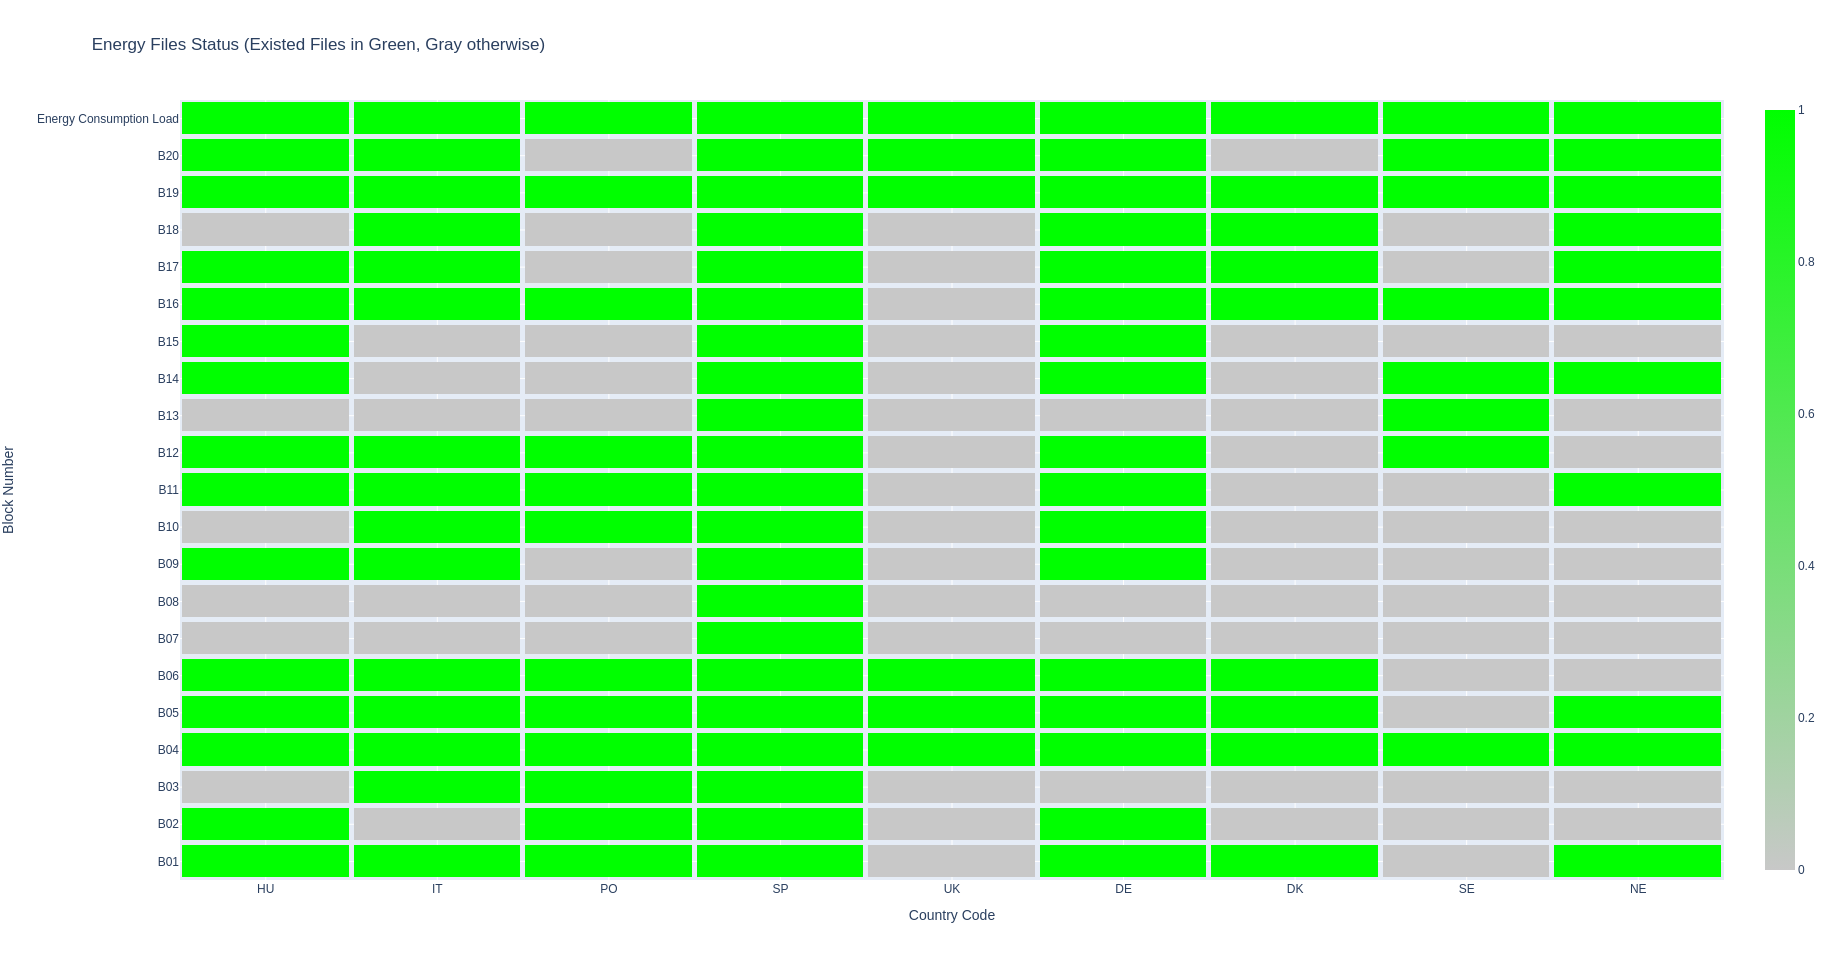 Energy Files Status (Existed Files in Green, Gray otherwise)
Energy Consumption Load
B20
B19
B18
B17
B16
B15
B14
B13
B12
B11
B10
B09
B08
B07
B06
B05
B04
B03
B02
B01
Block Number
HU IT PO SP UK DE DK SE NE
Country Code
1
0.8
0.6
0.4
0.2
0